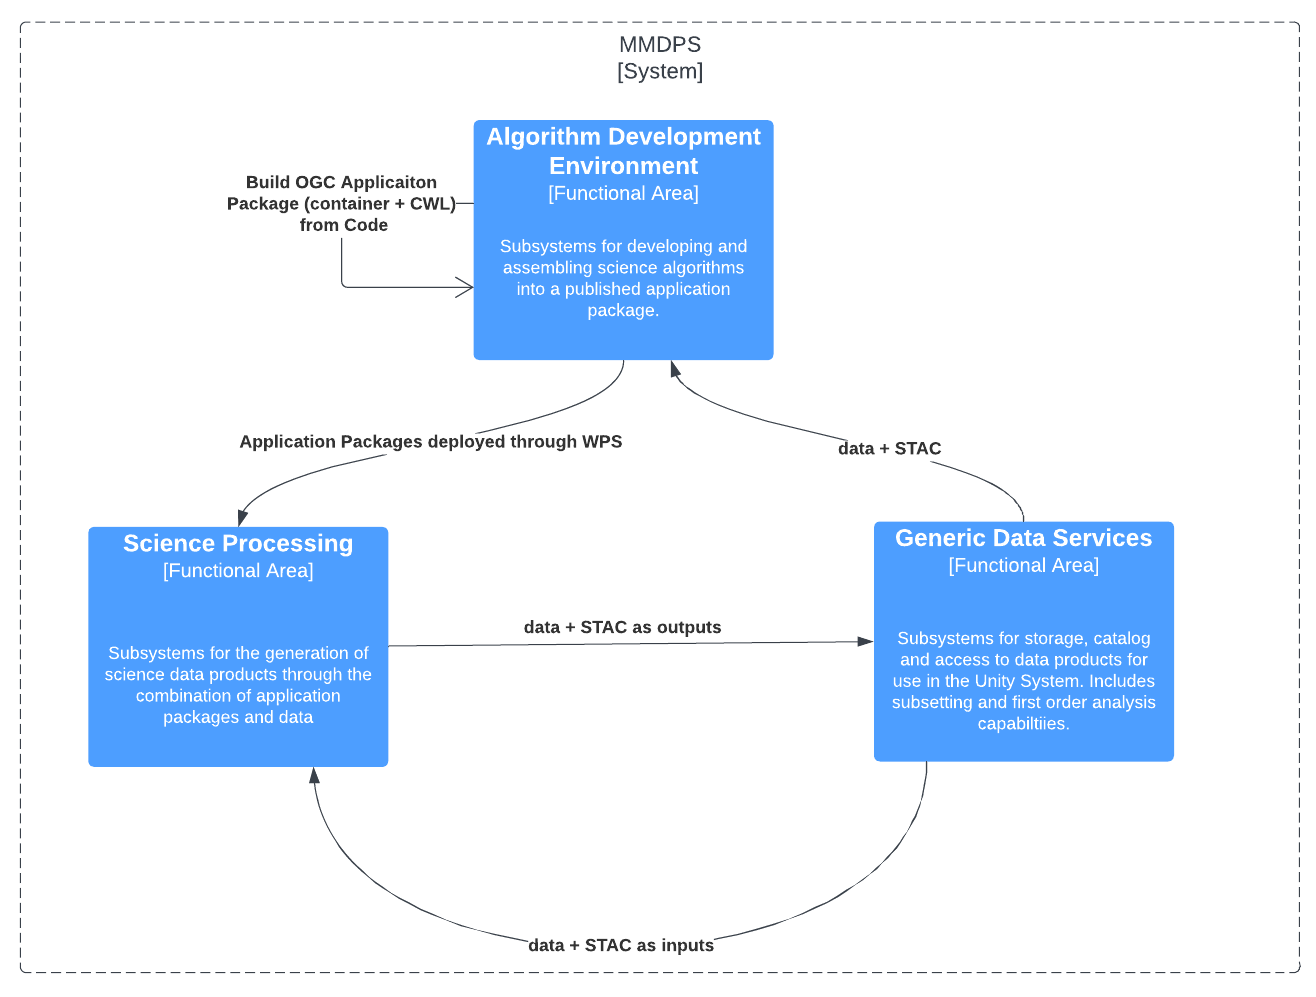 MMDPS
[System]
Algorithm Development
Environment
[Functional Area]
Subsystems for developing and
assembling science algorithms
into a published application
package.
Build OGC Applicaiton
Package (container + CWL)
from Code
Application Packages deployed through WPS
data + STAC
Science Processing
[Functional Area]
Subsystems for the generation of
science data products through the
combination of application
packages and data
data + STAC as outputs
Generic Data Services
[Functional Area]
Subsystems for storage, catalog
and access to data products for
use in the Unity System. Includes
subsetting and first order analysis
capabiltiies.
data + STAC as inputs